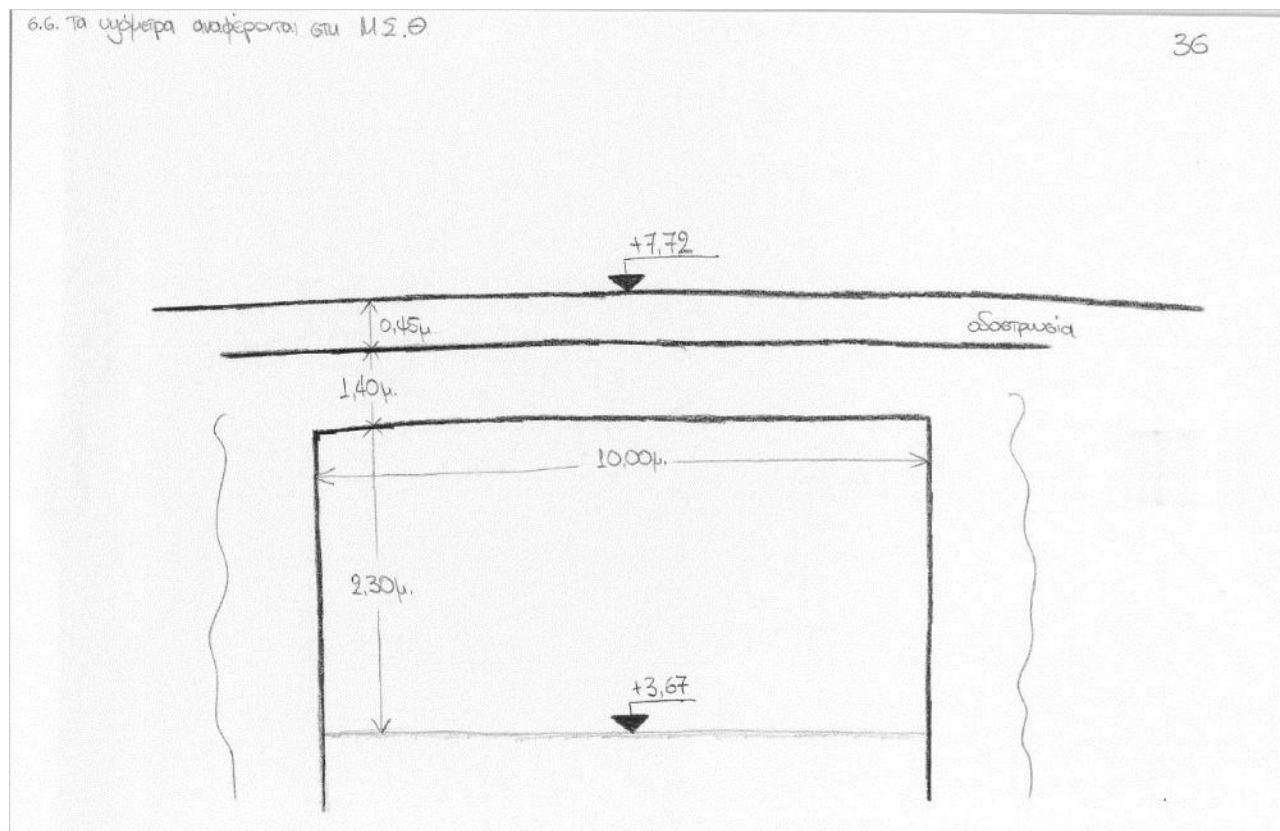 6.6. Τα υψόμετρα αναφέρονται στη Μ.Σ.Θ
36
+7,72
0,45μ.
οδοστρωσία
1,40μ.
10,00μ.
2,30μ.
+3,67